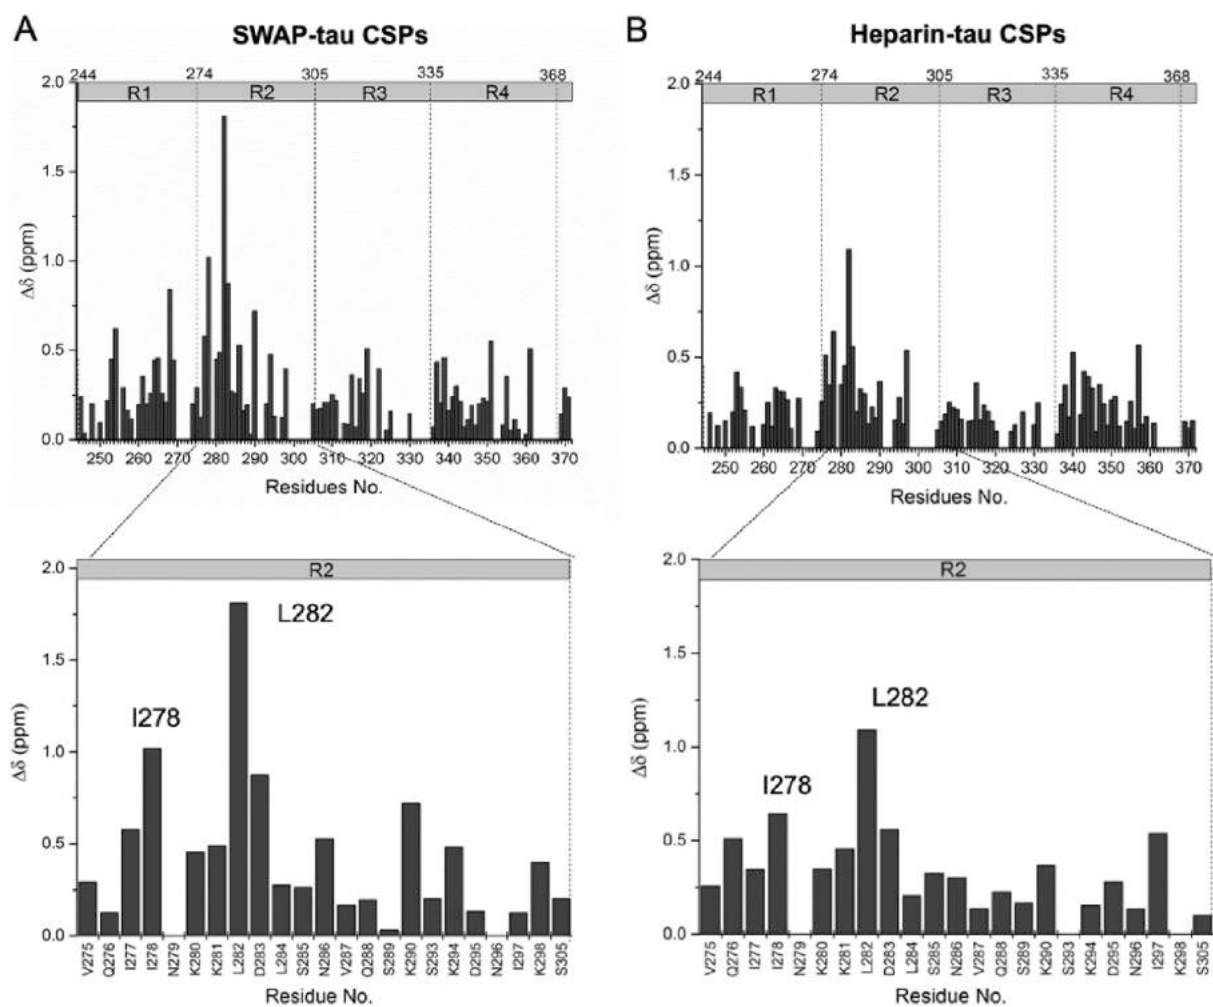 A
SWAP-tau CSPs
244 274 305 335 368
R1 R2 R3 R4
2.0
1.5
1.0
0.5
0.0
Δδ (ppm)
250 260 270 280 290 300 310 320 330 340 350 360 370
Residues No.
R2
2.0
1.5
1.0
0.5
0.0
Δδ (ppm)
L282
I278
V275 Q276 I277 I278 N279 K280 K281 L282 D283 L284 S285 N286 V287 Q288 S289 K290 S293 K294 D295 N296 I297 K298 S305
Residue No.
B
Heparin-tau CSPs
244 274 305 335 368
R1 R2 R3 R4
2.0
1.5
1.0
0.5
0.0
Δδ (ppm)
250 260 270 280 290 300 310 320 330 340 350 360 370
Residues No.
R2
2.0
1.5
1.0
0.5
0.0
Δδ (ppm)
L282
I278
V275 Q276 I277 I278 N279 K280 K281 L282 D283 L284 S285 N286 V287 Q288 S289 K290 S293 K294 D295 N296 I297 K298 S305
Residue No.